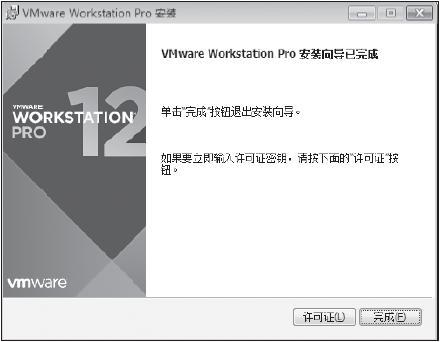 VMware Workstation Pro 安装
VMware Workstation Pro 安装向导已完成
VMWARE
WORKSTATION
PRO
12
单击"完成"按钮退出安装向导。
如果要立即输入许可证密钥，请按下面的"许可证"按
钮。
vmware
许可证(L)
完成(F)